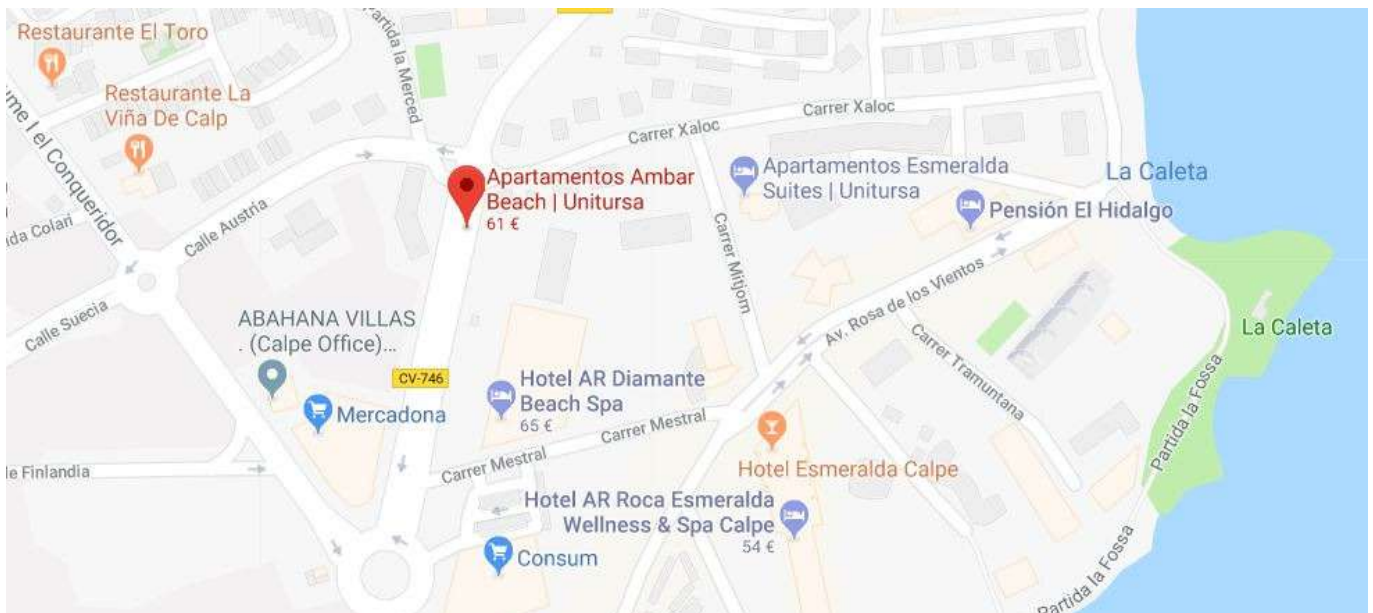 Restaurante El Toro
Partida la Merced
Restaurante La
Viña De Calp
ume I el Conqueridor
Carrer Xaloc
Carrer Xaloc
Apartamentos Ambar
Beach | Unitursa
61 €
Apartamentos Esmeralda
Suites | Unitursa
La Caleta
Pensión El Hidalgo
da Colari
Calle Austria
Carrer Mitjorn
Av. Rosa de los Vientos
Calle Suecia
ABAHANA VILLAS
. (Calpe Office)...
La Caleta
Carrer Tramuntana
CV-746
Hotel AR Diamante
Beach Spa
65 €
Mercadona
Carrer Mestral
Carrer Mestral
Partida la Fossa
e Finlandia
Hotel Esmeralda Calpe
Hotel AR Roca Esmeralda
Wellness & Spa Calpe
54 €
Consum
Partida la Fossa